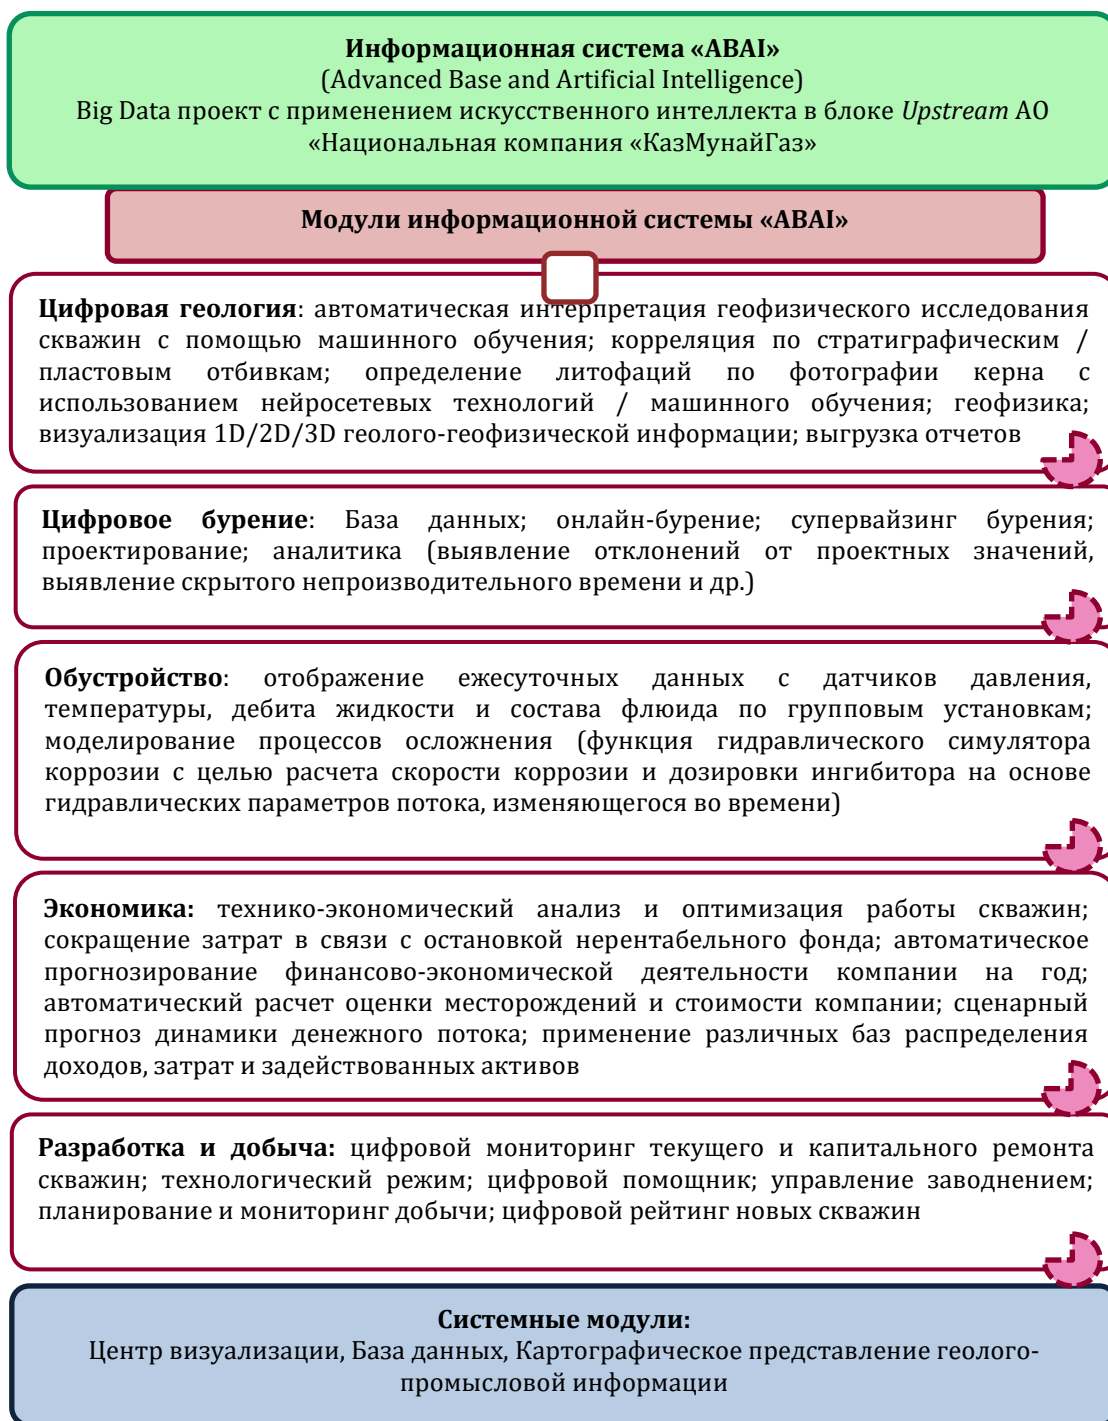 Информационная система «ABAI»
(Advanced Base and Artificial Intelligence)
Big Data проект с применением искусственного интеллекта в блоке Upstream АО
«Национальная компания «КазМунайГаз»
Модули информационной системы «ABAI»
Цифровая геология: автоматическая интерпретация геофизического исследования
скважин с помощью машинного обучения; корреляция по стратиграфическим /
пластовым отбивкам; определение литофаций по фотографии керна с
использованием нейросетевых технологий / машинного обучения; геофизика;
визуализация 1D/2D/3D геолого-геофизической информации; выгрузка отчетов
Цифровое бурение: База данных; онлайн-бурение; супервайзинг бурения;
проектирование; аналитика (выявление отклонений от проектных значений,
выявление скрытого непроизводительного времени и др.)
Обустройство: отображение ежесуточных данных с датчиков давления,
температуры, дебита жидкости и состава флюида по групповым установкам;
моделирование процессов осложнения (функция гидравлического симулятора
коррозии с целью расчета скорости коррозии и дозировки ингибитора на основе
гидравлических параметров потока, изменяющегося во времени)
Экономика: технико-экономический анализ и оптимизация работы скважин;
сокращение затрат в связи с остановкой нерентабельного фонда; автоматическое
прогнозирование финансово-экономической деятельности компании на год;
автоматический расчет оценки месторождений и стоимости компании; сценарный
прогноз динамики денежного потока; применение различных баз распределения
доходов, затрат и задействованных активов
Разработка и добыча: цифровой мониторинг текущего и капитального ремонта
скважин; технологический режим; цифровой помощник; управление заводнением;
планирование и мониторинг добычи; цифровой рейтинг новых скважин
Системные модули:
Центр визуализации, База данных, Картографическое представление геолого-
промысловой информации